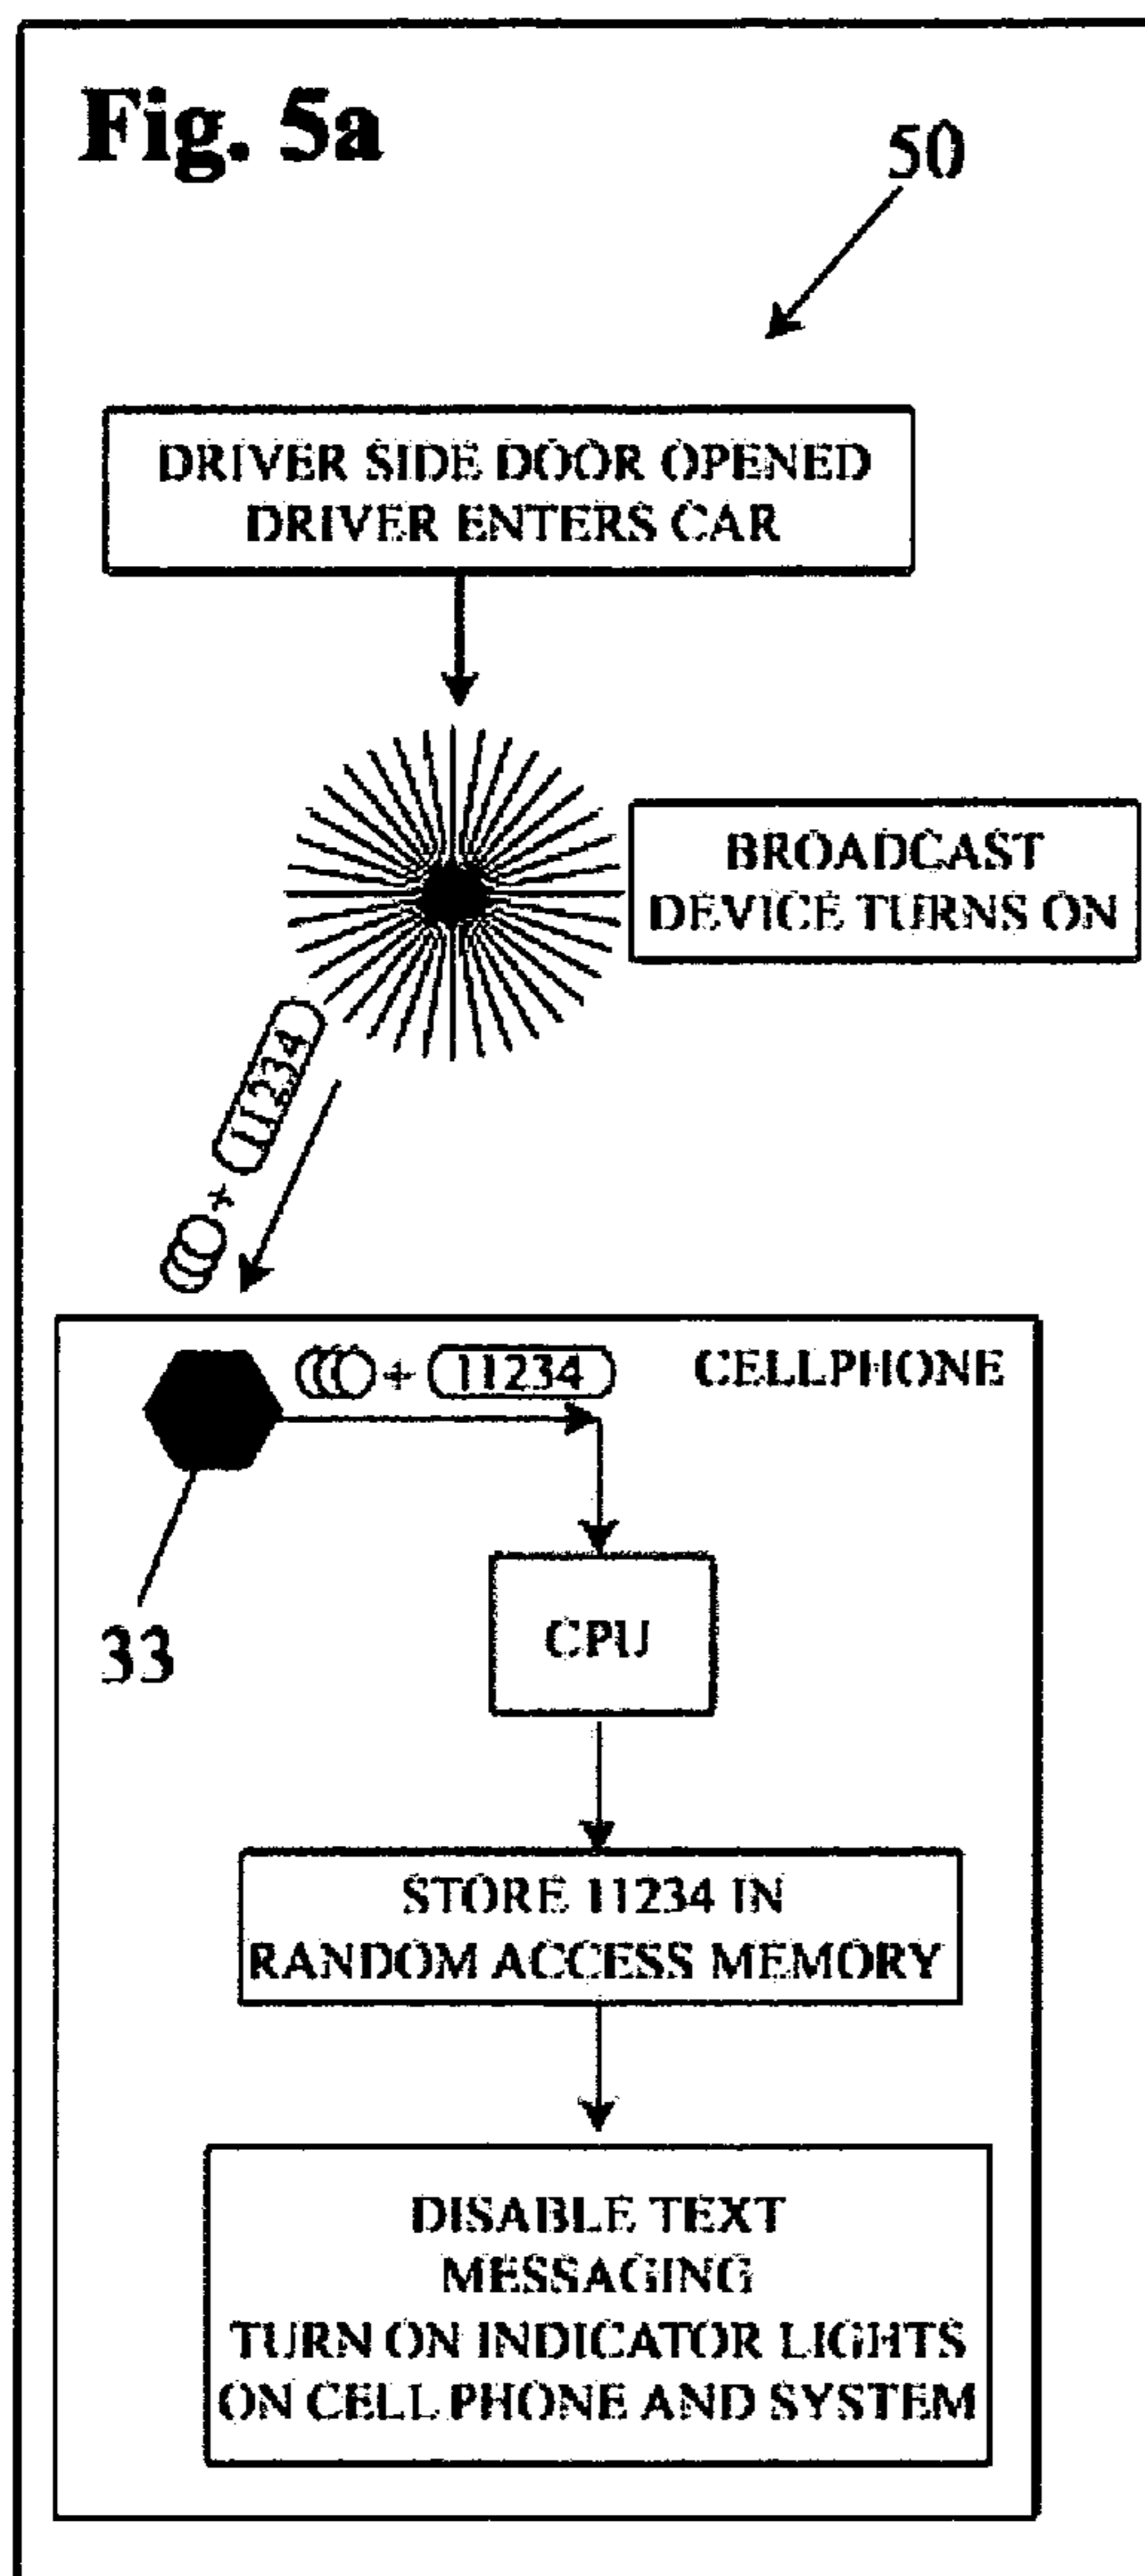 Fig. 5a
50
DRIVER SIDE DOOR OPENED
DRIVER ENTERS CAR
BROADCAST
DEVICE TURNS ON
+ 11234
+ 11234
CELLPHONE
33
CPU
STORE 11234 IN
RANDOM ACCESS MEMORY
DISABLE TEXT
MESSAGING
TURN ON INDICATOR LIGHTS
ON CELL PHONE AND SYSTEM